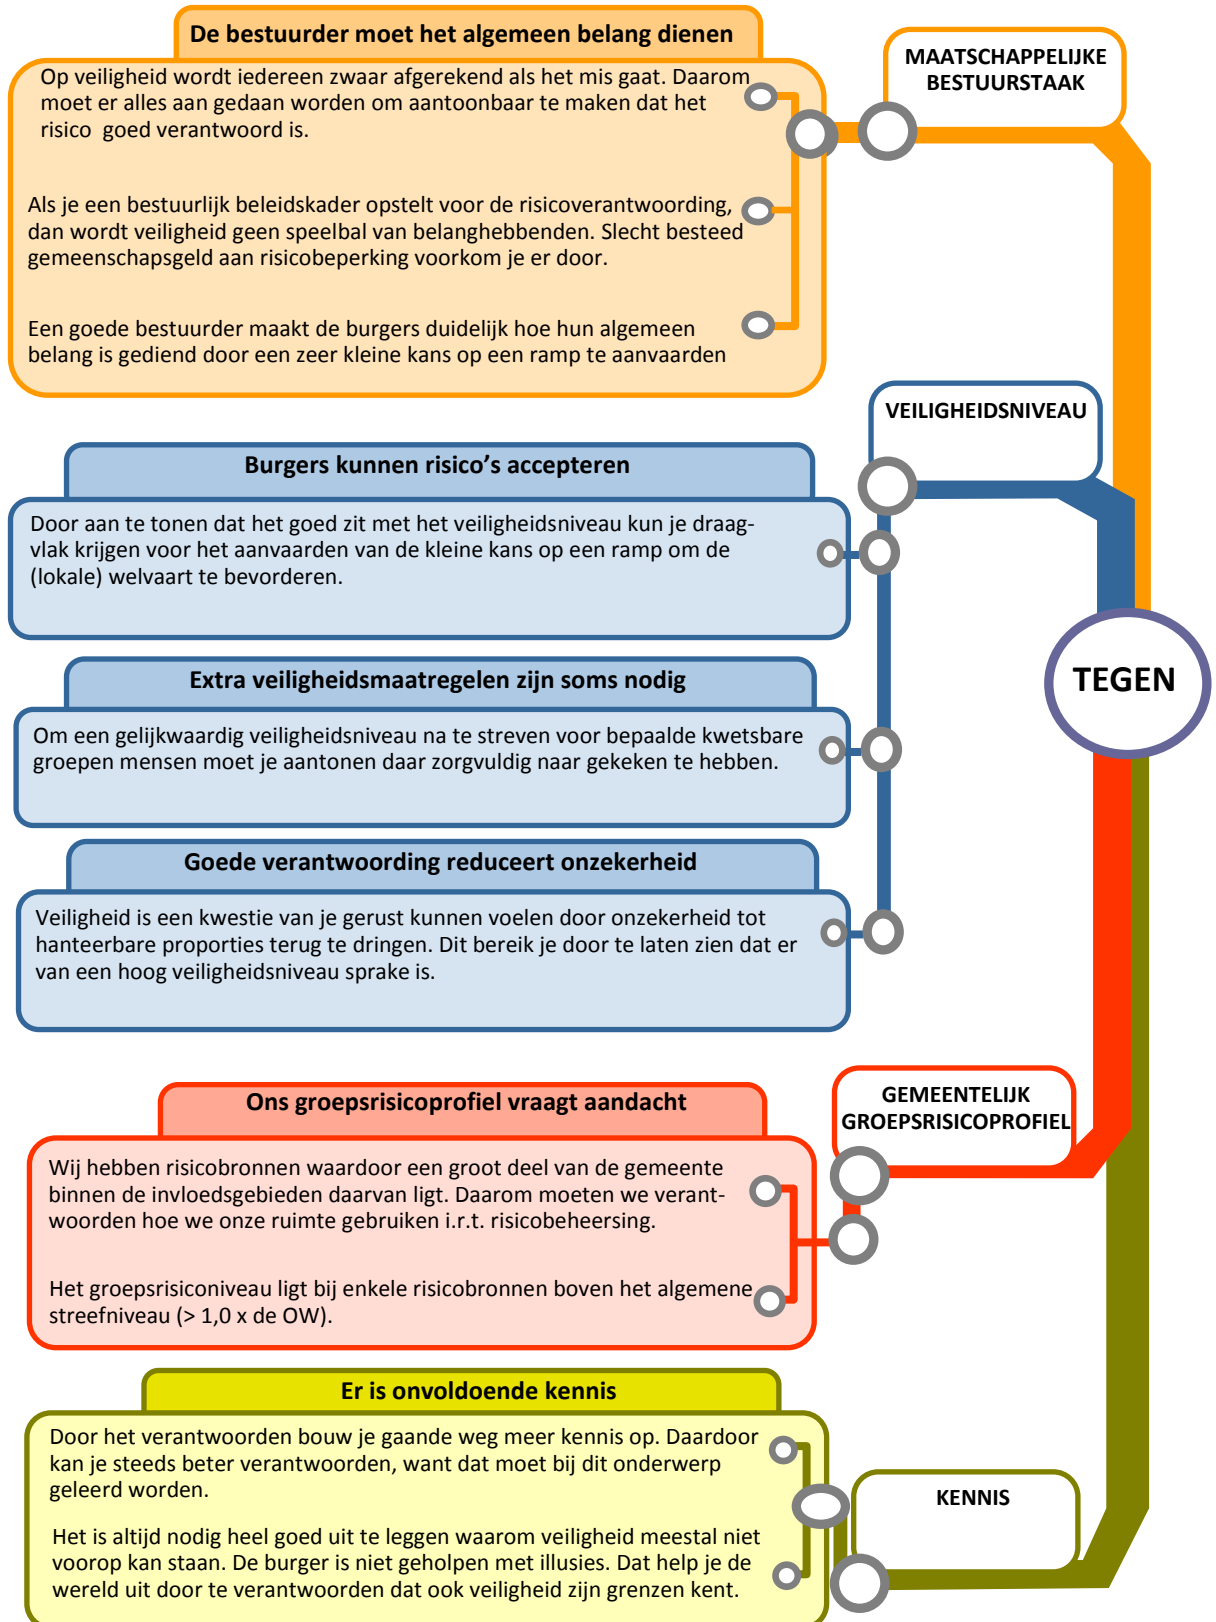 De bestuurder moet het algemeen belang dienen
Op veiligheid wordt iedereen zwaar afgerekend als het mis gaat. Daarom
moet er alles aan gedaan worden om aantoonbaar te maken dat het
risico  goed verantwoord is.
Als je een bestuurlijk beleidskader opstelt voor de risicoverantwoording,
dan wordt veiligheid geen speelbal van belanghebbenden. Slecht besteed
gemeenschapsgeld aan risicobeperking voorkom je er door.
Een goede bestuurder maakt de burgers duidelijk hoe hun algemeen
belang is gediend door een zeer kleine kans op een ramp te aanvaarden
MAATSCHAPPELIJKE
BESTUURSTAAK
VEILIGHEIDSNIVEAU
Burgers kunnen risico’s accepteren
Door aan te tonen dat het goed zit met het veiligheidsniveau kun je draag-
vlak krijgen voor het aanvaarden van de kleine kans op een ramp om de
(lokale) welvaart te bevorderen.
Extra veiligheidsmaatregelen zijn soms nodig
Om een gelijkwaardig veiligheidsniveau na te streven voor bepaalde kwetsbare
groepen mensen moet je aantonen daar zorgvuldig naar gekeken te hebben.
TEGEN
Goede verantwoording reduceert onzekerheid
Veiligheid is een kwestie van je gerust kunnen voelen door onzekerheid tot
hanteerbare proporties terug te dringen. Dit bereik je door te laten zien dat er
van een hoog veiligheidsniveau sprake is.
GEMEENTELIJK
GROEPSRISICOPROFIEL
Ons groepsrisicoprofiel vraagt aandacht
Wij hebben risicobronnen waardoor een groot deel van de gemeente
binnen de invloedsgebieden daarvan ligt. Daarom moeten we verant-
woorden hoe we onze ruimte gebruiken i.r.t. risicobeheersing.
Het groepsrisiconiveau ligt bij enkele risicobronnen boven het algemene
streefniveau (> 1,0 x de OW).
Er is onvoldoende kennis
Door het verantwoorden bouw je gaande weg meer kennis op. Daardoor
kan je steeds beter verantwoorden, want dat moet bij dit onderwerp
geleerd worden.
Het is altijd nodig heel goed uit te leggen waarom veiligheid meestal niet
voorop kan staan. De burger is niet geholpen met illusies. Dat help je de
wereld uit door te verantwoorden dat ook veiligheid zijn grenzen kent.
KENNIS